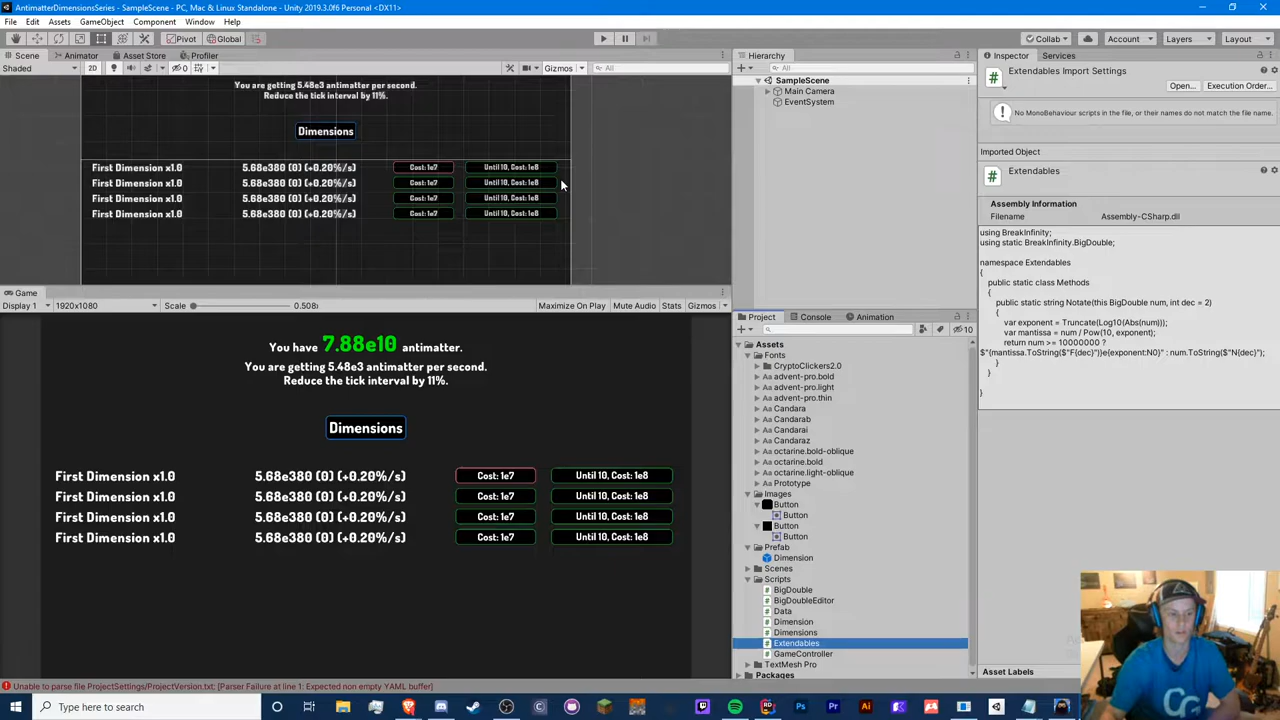 AntimatterDimensionsSeries - SampleScene - PC, Mac & Linux Standalone - Unity 2019.3.0f6 Personal <DX11>
File Edit Assets GameObject Component Window Help
Pivot Global Collab Account Layers Layout
Scene Animator Asset Store Profiler
Shaded 2D 0 Gizmos All
You are getting 5.48e3 antimatter per second.
Reduce the tick interval by 11%.
Dimensions
First Dimension x1.0 5.68e380 (0) (+0.20%/s) Cost: 1e7 Until 10, Cost: 1e8
First Dimension x1.0 5.68e380 (0) (+0.20%/s) Cost: 1e7 Until 10, Cost: 1e8
First Dimension x1.0 5.68e380 (0) (+0.20%/s) Cost: 1e7 Until 10, Cost: 1e8
First Dimension x1.0 5.68e380 (0) (+0.20%/s) Cost: 1e7 Until 10, Cost: 1e8
Game
Display 1 1920x1080 Scale 0.508x Maximize On Play Mute Audio Stats Gizmos
You have 7.88e10 antimatter.
You are getting 5.48e3 antimatter per second.
Reduce the tick interval by 11%.
Dimensions
First Dimension x1.0 5.68e380 (0) (+0.20%/s) Cost: 1e7 Until 10, Cost: 1e8
First Dimension x1.0 5.68e380 (0) (+0.20%/s) Cost: 1e7 Until 10, Cost: 1e8
First Dimension x1.0 5.68e380 (0) (+0.20%/s) Cost: 1e7 Until 10, Cost: 1e8
First Dimension x1.0 5.68e380 (0) (+0.20%/s) Cost: 1e7 Until 10, Cost: 1e8
Hierarchy
All
SampleScene
Main Camera
EventSystem
Project Console Animation
10
Assets
Fonts
CryptoClickers2.0
advent-pro.bold
advent-pro.light
advent-pro.thin
Candara
Candarab
Candarai
Candaraz
octarine.bold-oblique
octarine.bold
octarine.light-oblique
Prototype
Images
Button
Button
Button
Button
Prefab
Dimension
Scenes
Scripts
BigDouble
BigDoubleEditor
Data
Dimension
Dimensions
Extendables
GameController
TextMesh Pro
Packages
Inspector Services
Extendables Import Settings
Open... Execution Order...
No MonoBehaviour scripts in the file, or their names do not match the file name.
Imported Object
Extendables
Assembly Information
Filename Assembly-CSharp.dll
using BreakInfinity;
using static BreakInfinity.BigDouble;
namespace Extendables
{
public static class Methods
{
public static string Notate(this BigDouble num, int dec = 2)
{
var exponent = Truncate(Log10(Abs(num)));
var mantissa = num / Pow(10, exponent);
return num >= 10000000 ?
$"{mantissa.ToString($"F{dec}")}e{exponent:N0}" : num.ToString($"N{dec}");
}
}
}
Asset Labels
Unable to parse file ProjectSettings/ProjectVersion.txt: [Parser Failure at line 1: Expected non empty YAML buffer]
Type here to search